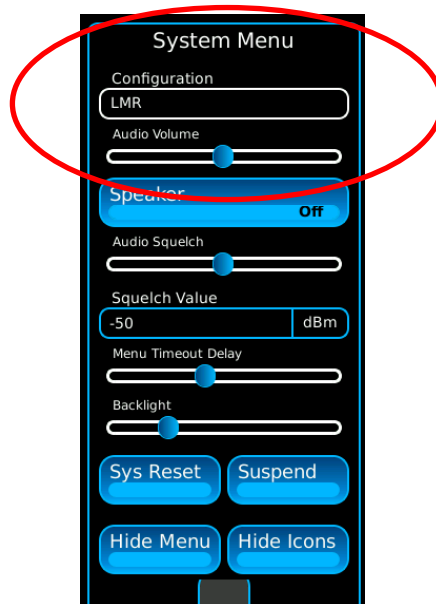 System Menu
Configuration
LMR
Audio Volume
Speaker
Off
Audio Squelch
Squelch Value
-50 dBm
Menu Timeout Delay
Backlight
Sys Reset Suspend
Hide Menu Hide Icons